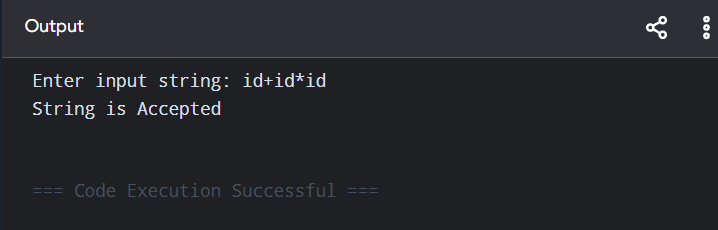 Output
Enter input string: id+id*id
String is Accepted
=== Code Execution Successful ===